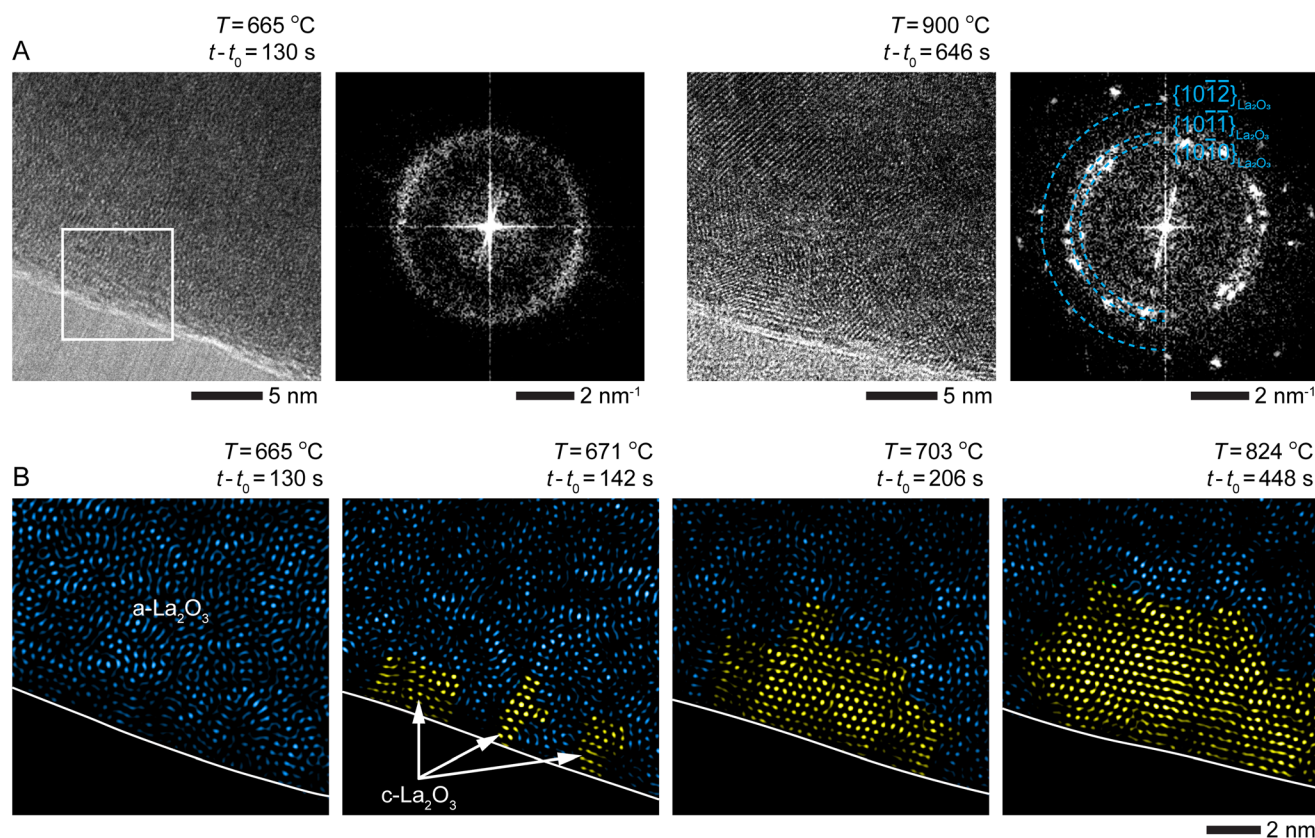 T = 665 °C
t - t₀ = 130 s
T = 900 °C
t - t₀ = 646 s
A
{101̅2̅}La₂O₃
{101̅1̅}La₂O₃
{101̅0}La₂O₃
5 nm
2 nm⁻¹
5 nm
2 nm⁻¹
B
T = 665 °C
t - t₀ = 130 s
T = 671 °C
t - t₀ = 142 s
T = 703 °C
t - t₀ = 206 s
T = 824 °C
t - t₀ = 448 s
a-La₂O₃
c-La₂O₃
2 nm